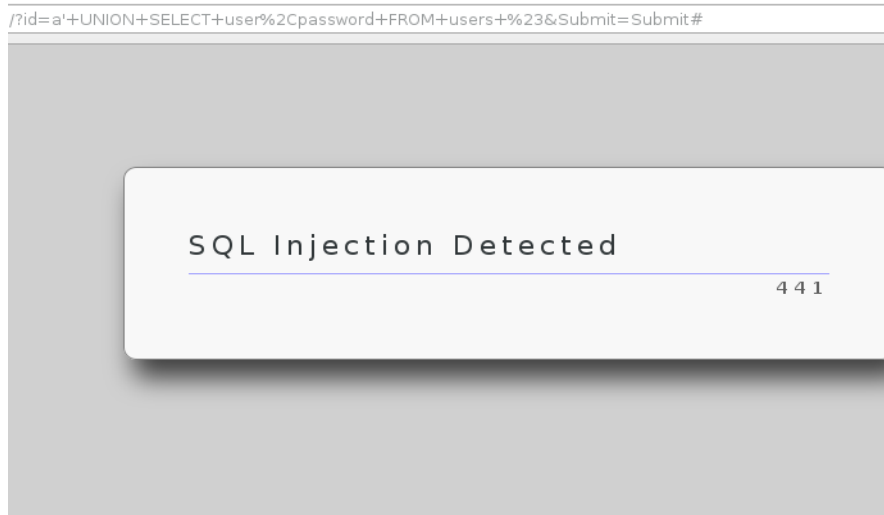 /?id=a'+UNION+SELECT+user%2Cpassword+FROM+users+%23&Submit=Submit#
SQL Injection Detected
441